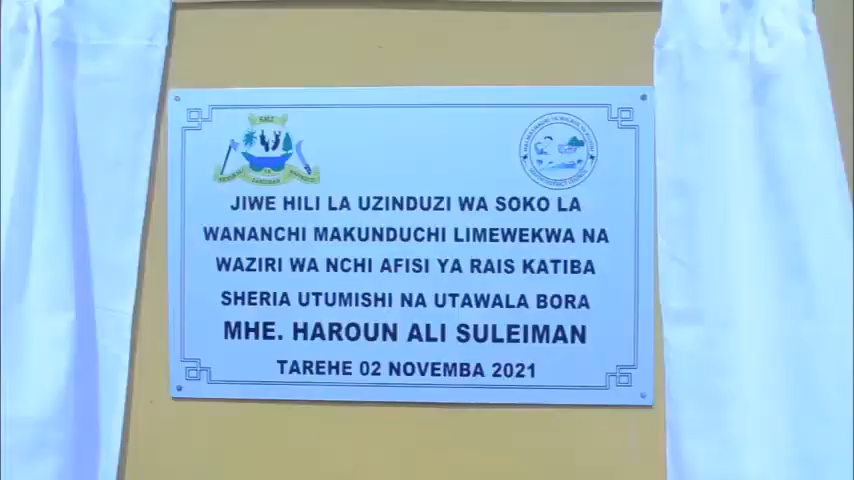 JIWE HILI LA UZINDUZI WA SOKO LA
WANANCHI MAKUNDUCHI LIMEWEKWA NA
WAZIRI WA NCHI AFISI YA RAIS KATIBA
SHERIA UTUMISHI NA UTAWALA BORA
MHE. HAROUN ALI SULEIMAN
TAREHE 02 NOVEMBA 2021